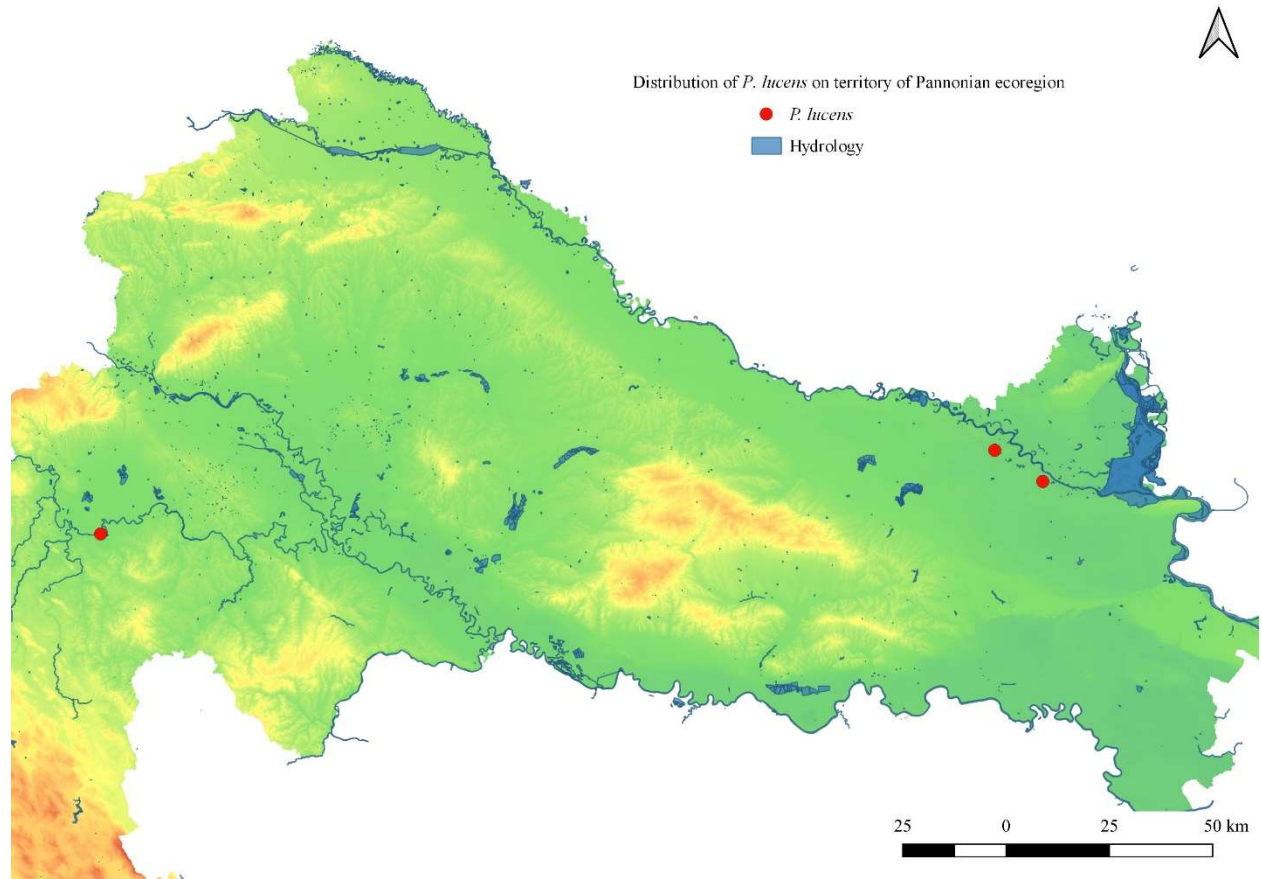 Distribution of P. lucens on territory of Pannonian ecoregion
P. lucens
Hydrology
25 0 25 50 km